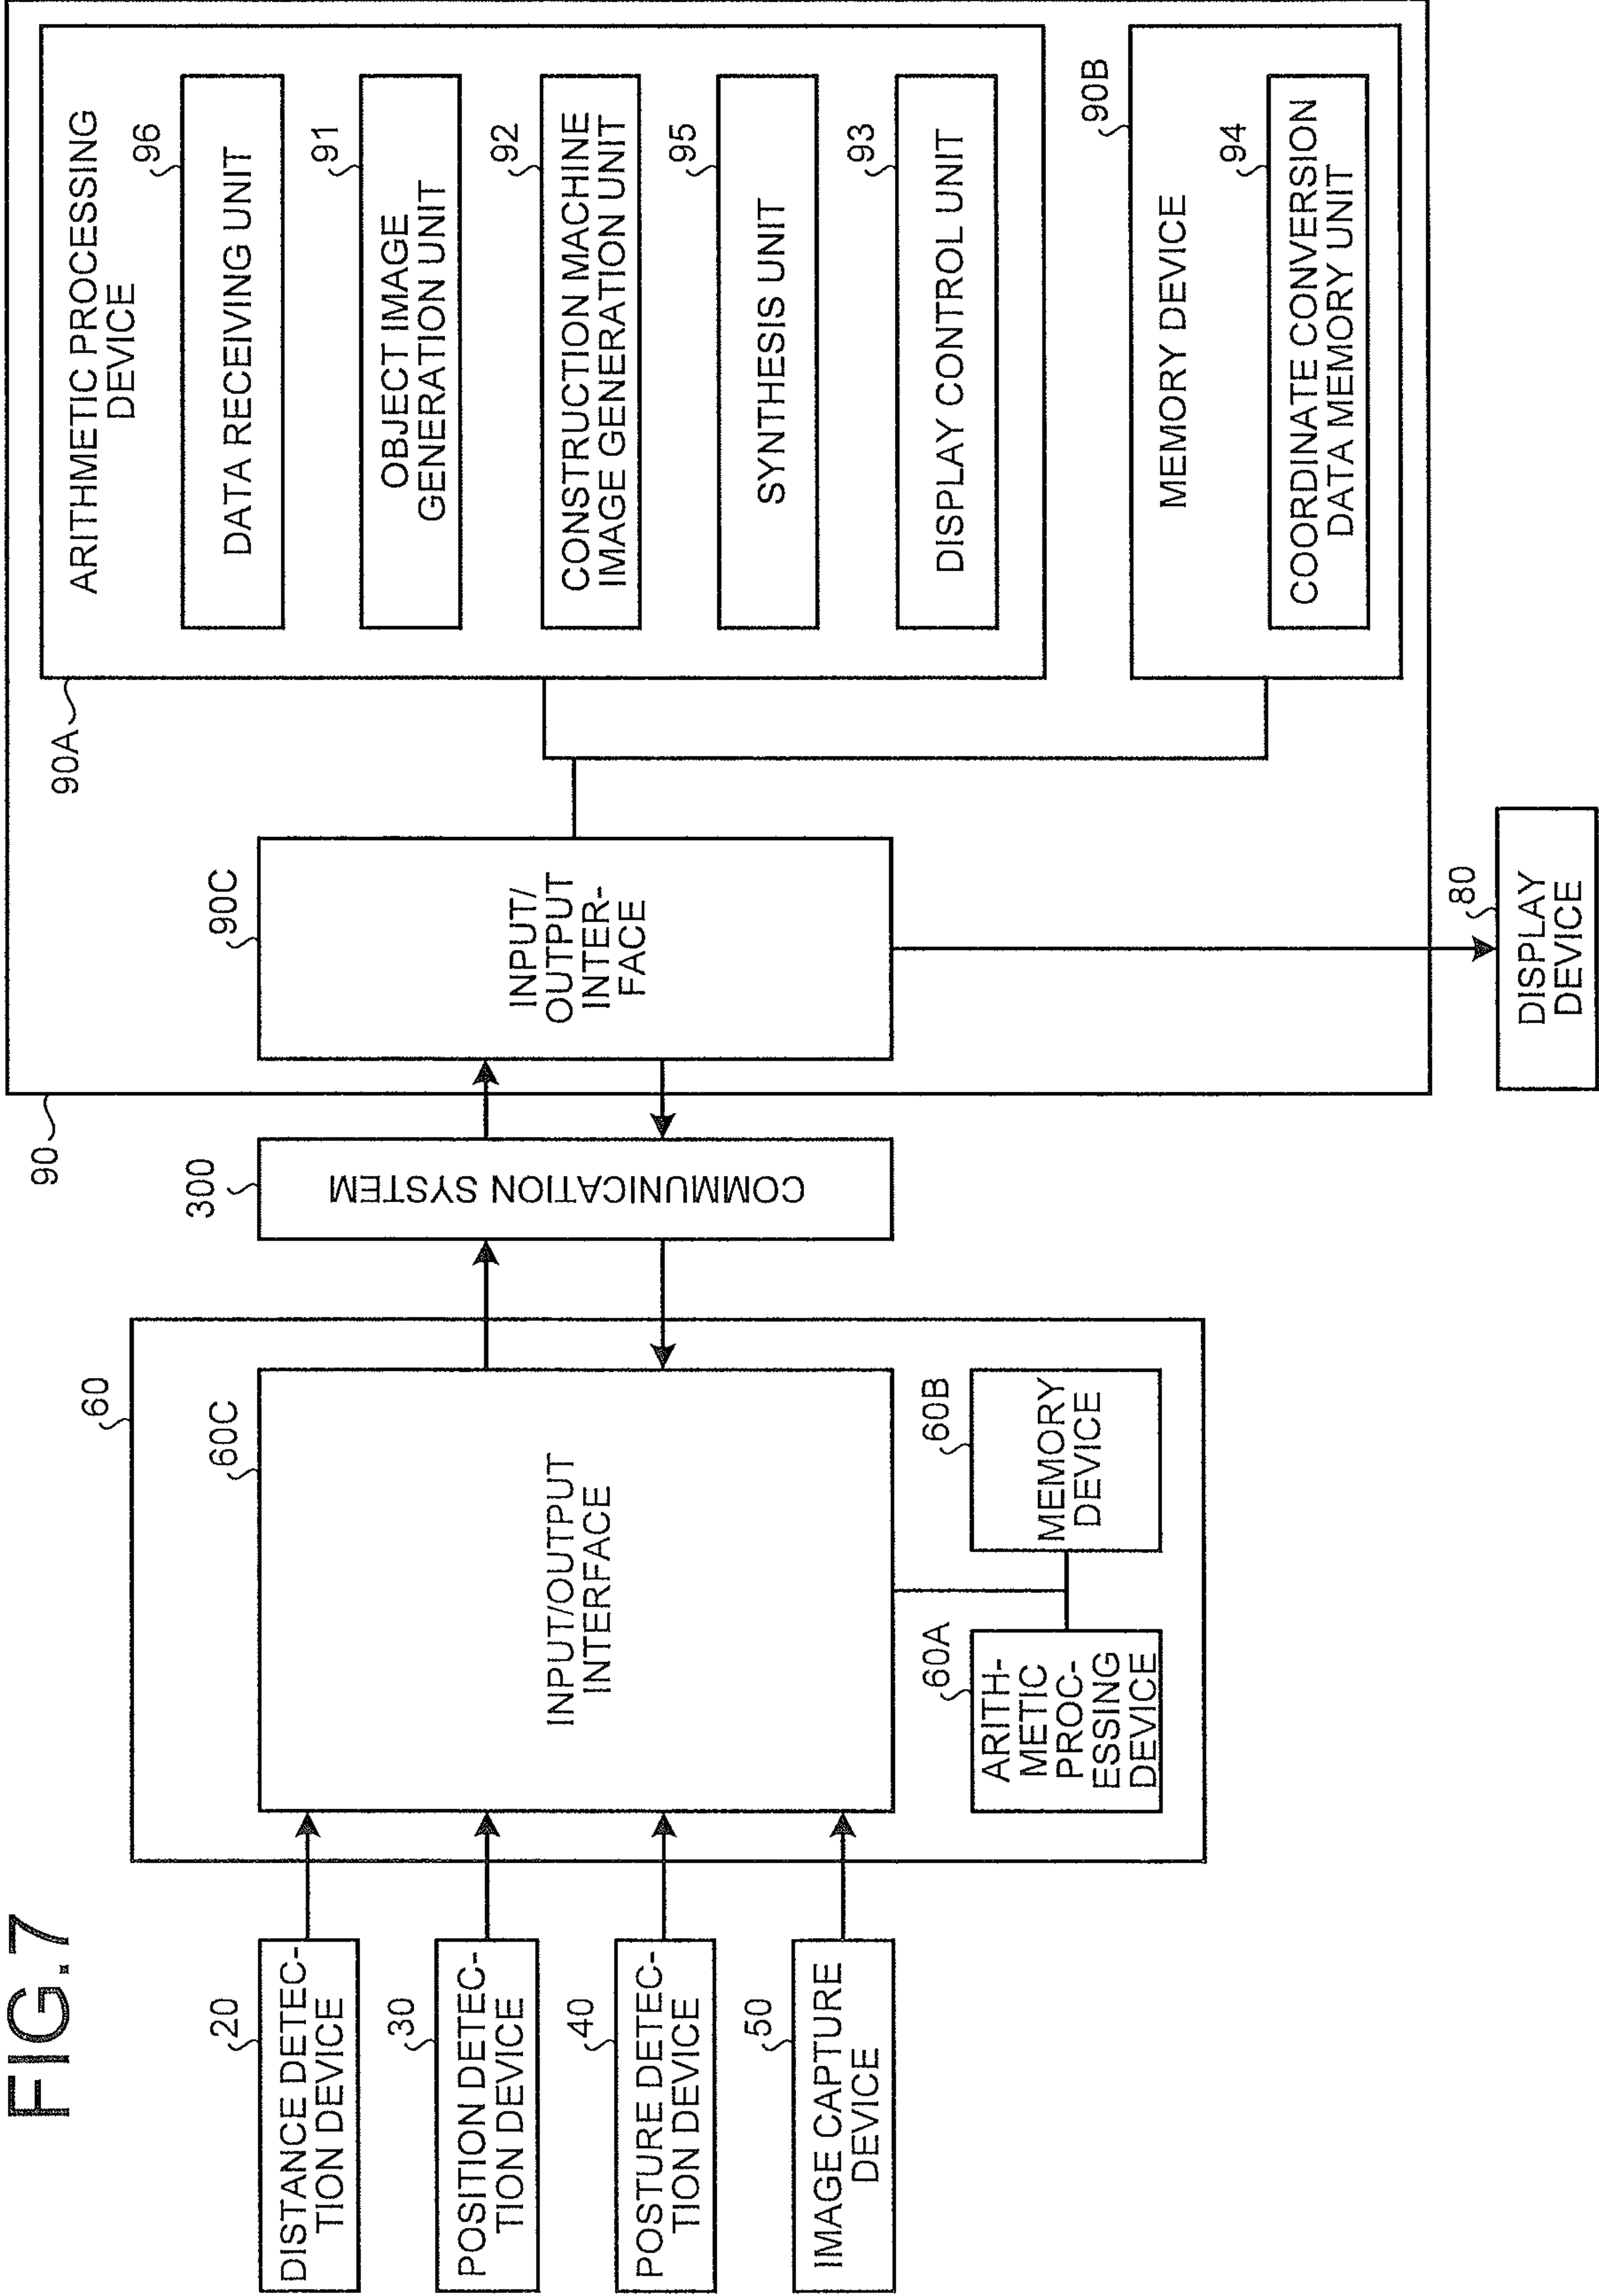 FIG.7
20
DISTANCE DETEC-
TION DEVICE
30
POSITION DETEC-
TION DEVICE
40
POSTURE DETEC-
TION DEVICE
50
IMAGE CAPTURE
DEVICE
60
60C
INPUT/OUTPUT
INTERFACE
60A
ARITH-
METIC
PROC-
ESSING
DEVICE
60B
MEMORY
DEVICE
300
COMMUNICATION SYSTEM
90
90C
INPUT/
OUTPUT
INTER-
FACE
90A
ARITHMETIC PROCESSING
DEVICE
96
DATA RECEIVING UNIT
91
OBJECT IMAGE
GENERATION UNIT
92
CONSTRUCTION MACHINE
IMAGE GENERATION UNIT
95
SYNTHESIS UNIT
93
DISPLAY CONTROL UNIT
90B
MEMORY DEVICE
94
COORDINATE CONVERSION
DATA MEMORY UNIT
80
DISPLAY
DEVICE